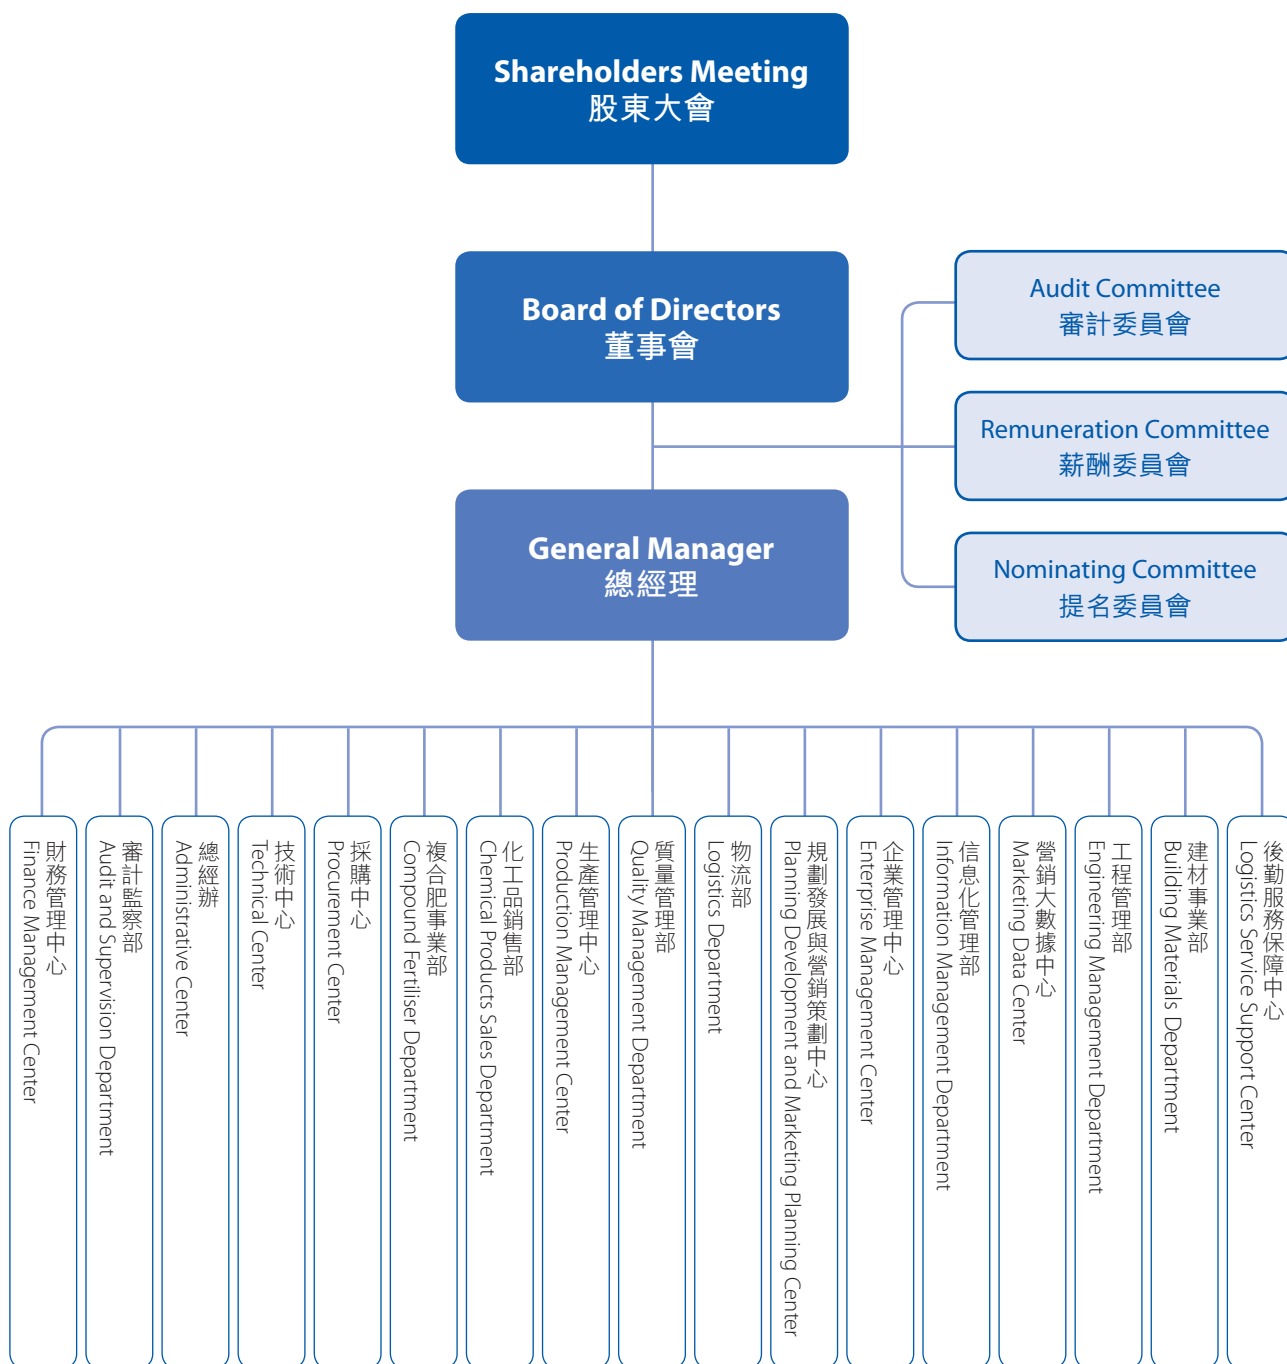 Shareholders Meeting
股東大會
Board of Directors
董事會
Audit Committee
審計委員會
Remuneration Committee
薪酬委員會
General Manager
總經理
Nominating Committee
提名委員會
財務管理中心
Finance Management Center
審計監察部
Audit and Supervision Department
總經辦
Administrative Center
技術中心
Technical Center
採購中心
Procurement Center
複合肥事業部
Compound Fertiliser Department
化工品銷售部
Chemical Products Sales Department
生產管理中心
Production Management Center
質量管理部
Quality Management Department
物流部
Logistics Department
規劃發展與營銷策劃中心
Planning Development and Marketing Planning Center
企業管理中心
Enterprise Management Center
信息化管理部
Information Management Department
營銷大數據中心
Marketing Data Center
工程管理部
Engineering Management Department
建材事業部
Building Materials Department
後勤服務保障中心
Logistics Service Support Center